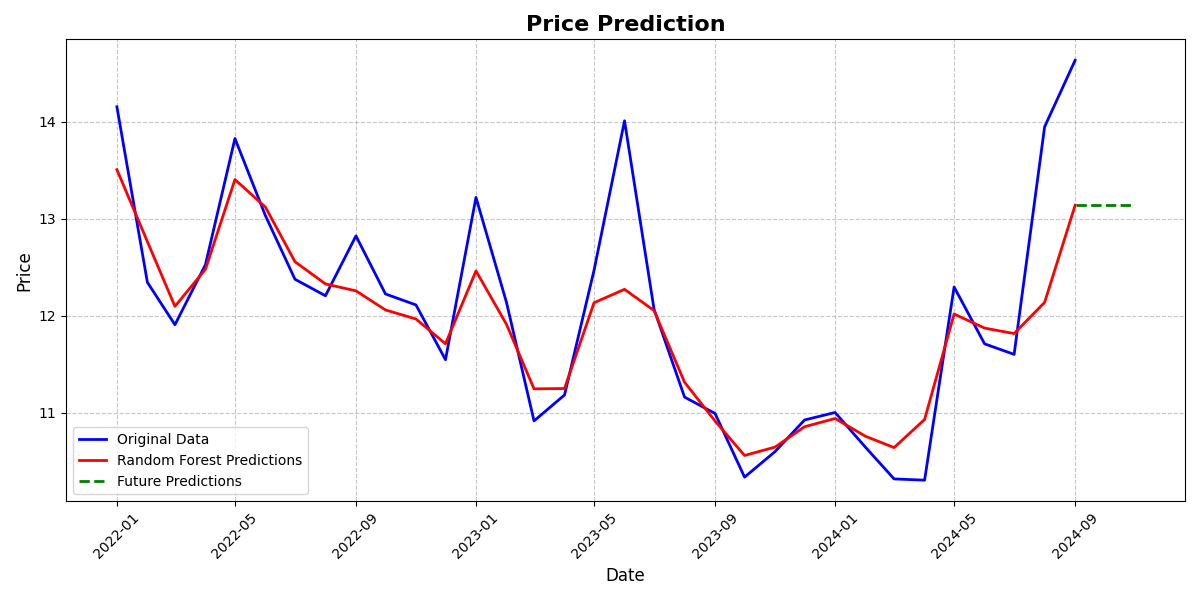 Price Prediction
Price
14
13
12
11
Original Data
Random Forest Predictions
Future Predictions
2022-01
2022-05
2022-09
2023-01
2023-05
2023-09
2024-01
2024-05
2024-09
Date